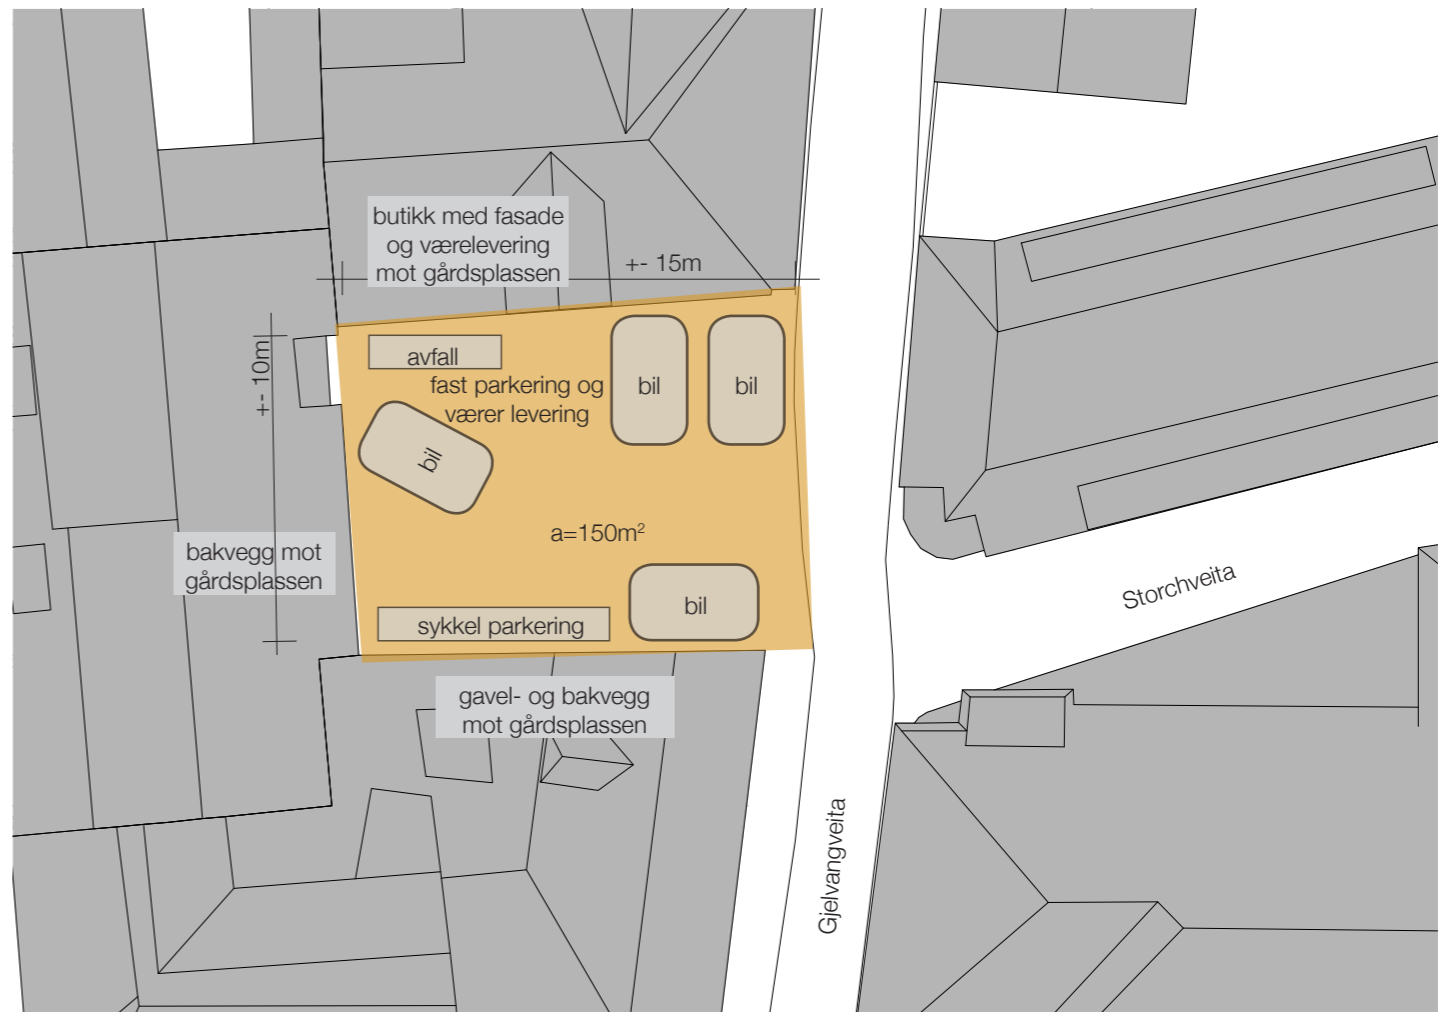 butikk med fasade
og værelevering
mot gårdsplassen
+- 15m
+- 10m
avfall
fast parkering og
værer levering
bil
bil
bil
a=150m²
bakvegg mot
gårdsplassen
sykkel parkering
bil
Storchveita
gavel- og bakvegg
mot gårdsplassen
Gjelvangveita